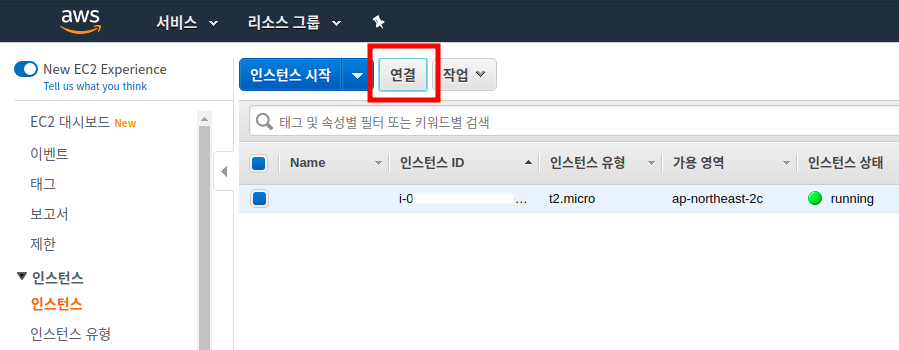 aws 서비스 리소스 그룹
New EC2 Experience
Tell us what you think
EC2 대시보드 New
이벤트
태그
보고서
제한
인스턴스
인스턴스
인스턴스 유형
인스턴스 시작 연결 작업
태그 및 속성별 필터 또는 키워드별 검색
Name 인스턴스 ID 인스턴스 유형 가용 영역 인스턴스 상태
i-0 ... t2.micro ap-northeast-2c running